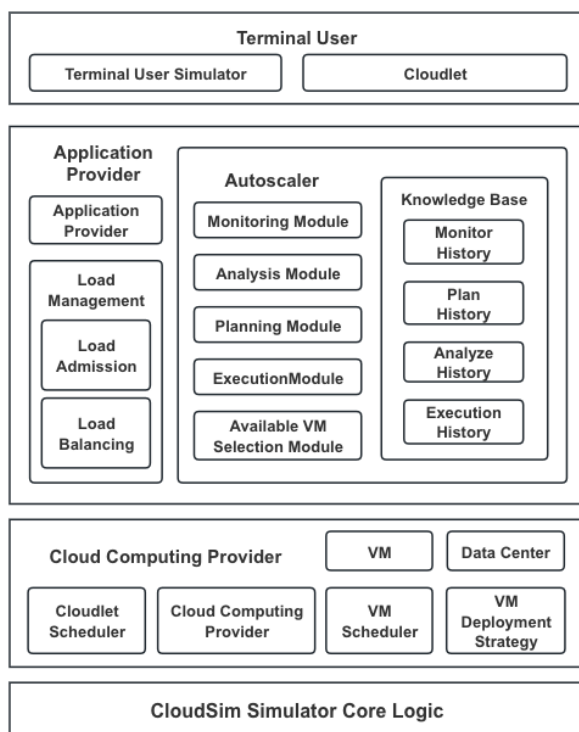 Terminal User
Terminal User Simulator
Cloudlet
Application
Provider
Application
Provider
Load
Management
Load
Admission
Load
Balancing
Autoscaler
Monitoring Module
Analysis Module
Planning Module
ExecutionModule
Available VM
Selection Module
Knowledge Base
Monitor
History
Plan
History
Analyze
History
Execution
History
Cloud Computing Provider
VM
Data Center
Cloudlet
Scheduler
Cloud Computing
Provider
VM
Scheduler
VM
Deployment
Strategy
CloudSim Simulator Core Logic